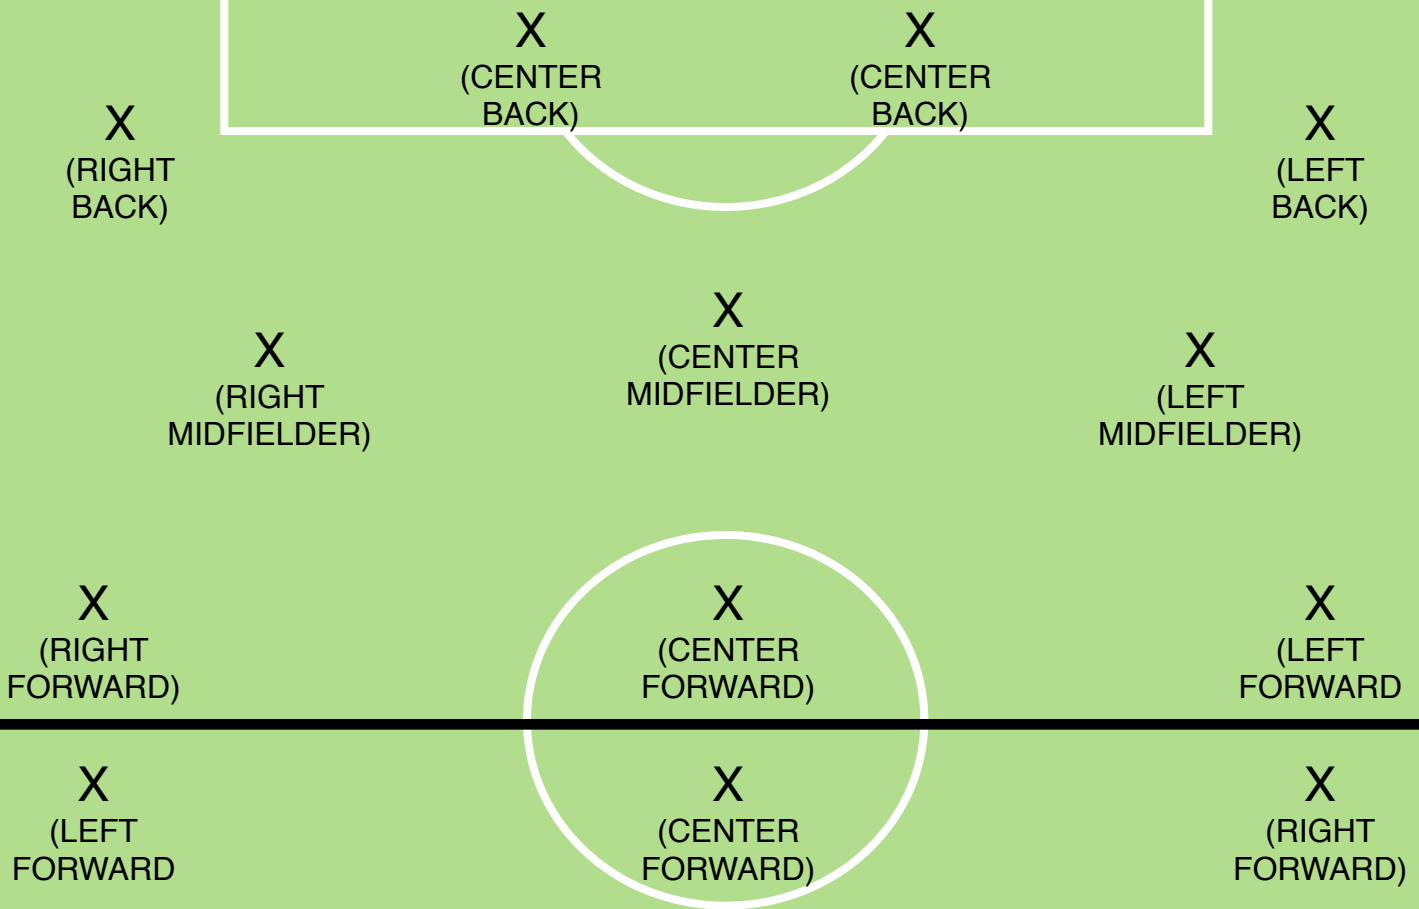 X X
(CENTER (CENTER
BACK) BACK)
X X
(RIGHT (LEFT
BACK) BACK)
X
(CENTER
MIDFIELDER)
X X
(RIGHT (LEFT
MIDFIELDER) MIDFIELDER)
X X X
(RIGHT (CENTER (LEFT
FORWARD) FORWARD) FORWARD
X X X
(LEFT (CENTER (RIGHT
FORWARD FORWARD) FORWARD)